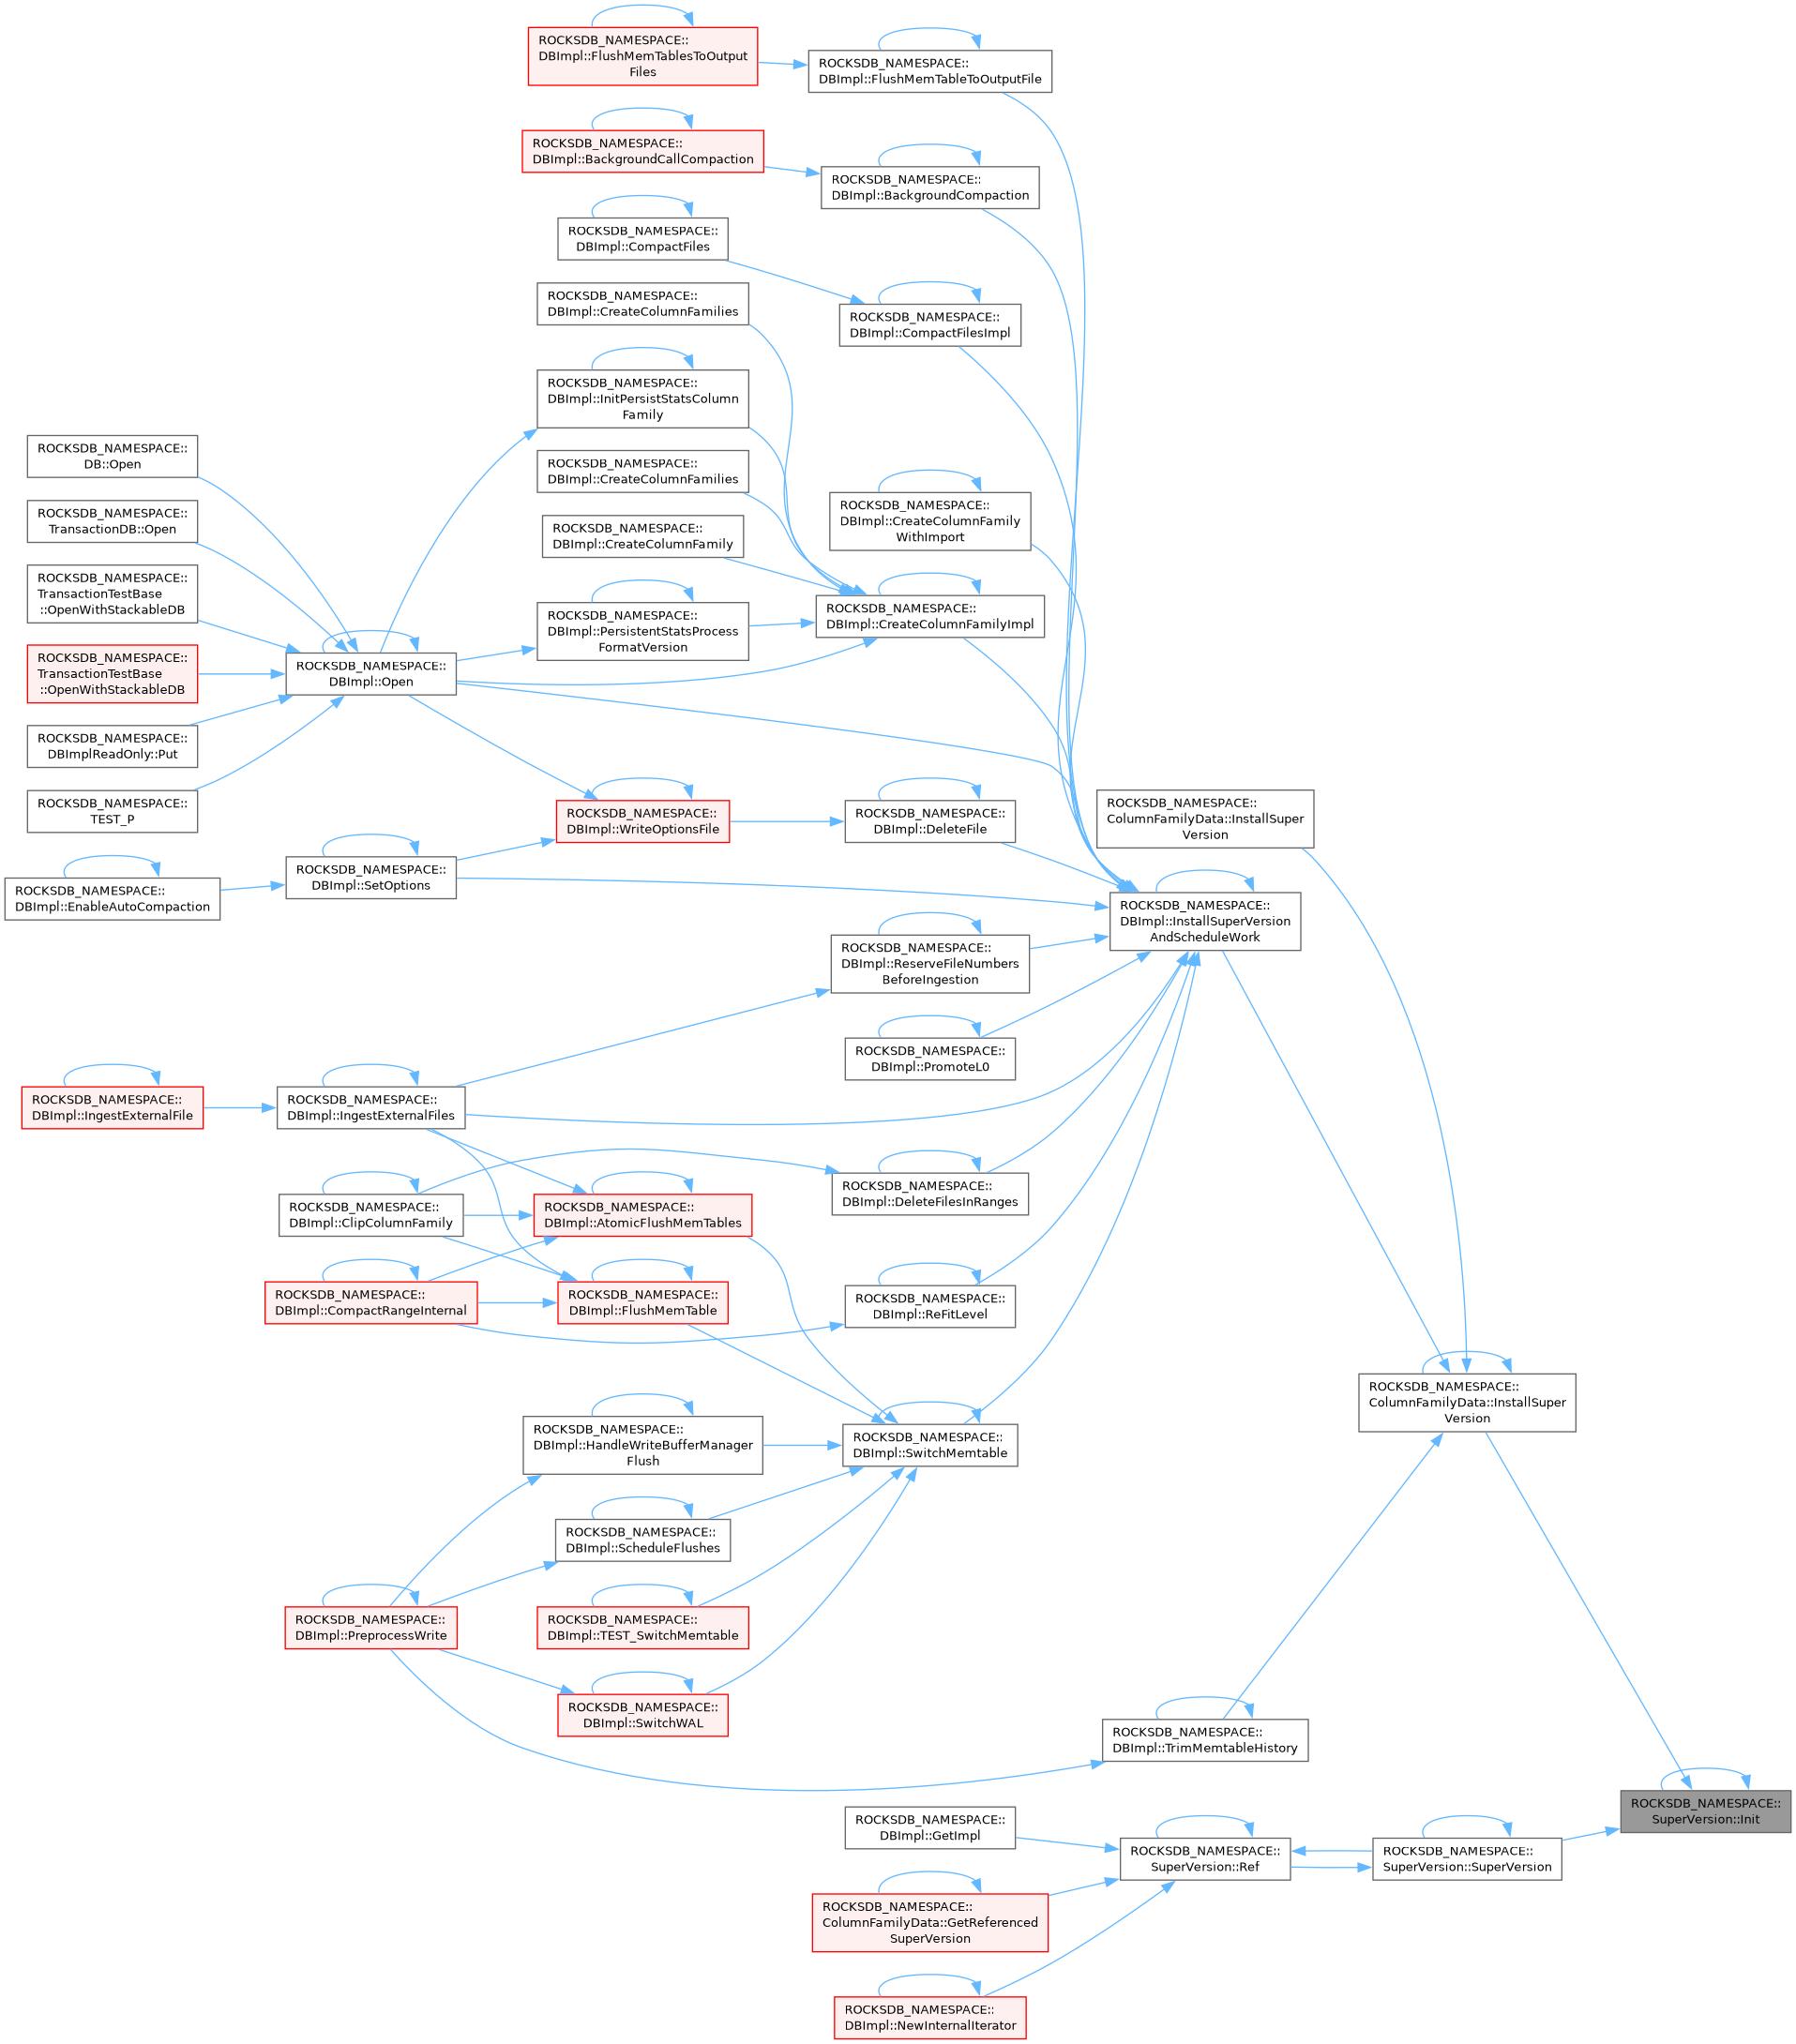 ROCKSDB_NAMESPACE::
DBImpl::FlushMemTablesToOutput
Files
ROCKSDB_NAMESPACE::
DBImpl::FlushMemTableToOutputFile
ROCKSDB_NAMESPACE::
DBImpl::BackgroundCallCompaction
ROCKSDB_NAMESPACE::
DBImpl::BackgroundCompaction
ROCKSDB_NAMESPACE::
DBImpl::CompactFiles
ROCKSDB_NAMESPACE::
DBImpl::CreateColumnFamilies
ROCKSDB_NAMESPACE::
DBImpl::CompactFilesImpl
ROCKSDB_NAMESPACE::
DBImpl::InitPersistStatsColumn
Family
ROCKSDB_NAMESPACE::
DB::Open
ROCKSDB_NAMESPACE::
DBImpl::CreateColumnFamilies
ROCKSDB_NAMESPACE::
TransactionDB::Open
ROCKSDB_NAMESPACE::
DBImpl::CreateColumnFamily
ROCKSDB_NAMESPACE::
DBImpl::CreateColumnFamily
WithImport
ROCKSDB_NAMESPACE::
TransactionTestBase
::OpenWithStackableDB
ROCKSDB_NAMESPACE::
DBImpl::PersistentStatsProcess
FormatVersion
ROCKSDB_NAMESPACE::
DBImpl::CreateColumnFamilyImpl
ROCKSDB_NAMESPACE::
TransactionTestBase
::OpenWithStackableDB
ROCKSDB_NAMESPACE::
DBImpl::Open
ROCKSDB_NAMESPACE::
DBImplReadOnly::Put
ROCKSDB_NAMESPACE::
TEST_P
ROCKSDB_NAMESPACE::
DBImpl::WriteOptionsFile
ROCKSDB_NAMESPACE::
DBImpl::DeleteFile
ROCKSDB_NAMESPACE::
ColumnFamilyData::InstallSuper
Version
ROCKSDB_NAMESPACE::
DBImpl::EnableAutoCompaction
ROCKSDB_NAMESPACE::
DBImpl::SetOptions
ROCKSDB_NAMESPACE::
DBImpl::InstallSuperVersion
AndScheduleWork
ROCKSDB_NAMESPACE::
DBImpl::ReserveFileNumbers
BeforeIngestion
ROCKSDB_NAMESPACE::
DBImpl::PromoteL0
ROCKSDB_NAMESPACE::
DBImpl::IngestExternalFile
ROCKSDB_NAMESPACE::
DBImpl::IngestExternalFiles
ROCKSDB_NAMESPACE::
DBImpl::DeleteFilesInRanges
ROCKSDB_NAMESPACE::
DBImpl::ClipColumnFamily
ROCKSDB_NAMESPACE::
DBImpl::AtomicFlushMemTables
ROCKSDB_NAMESPACE::
DBImpl::CompactRangeInternal
ROCKSDB_NAMESPACE::
DBImpl::FlushMemTable
ROCKSDB_NAMESPACE::
DBImpl::ReFitLevel
ROCKSDB_NAMESPACE::
ColumnFamilyData::InstallSuper
Version
ROCKSDB_NAMESPACE::
DBImpl::HandleWriteBufferManager
Flush
ROCKSDB_NAMESPACE::
DBImpl::SwitchMemtable
ROCKSDB_NAMESPACE::
DBImpl::ScheduleFlushes
ROCKSDB_NAMESPACE::
DBImpl::PreprocessWrite
ROCKSDB_NAMESPACE::
DBImpl::TEST_SwitchMemtable
ROCKSDB_NAMESPACE::
DBImpl::SwitchWAL
ROCKSDB_NAMESPACE::
DBImpl::TrimMemtableHistory
ROCKSDB_NAMESPACE::
SuperVersion::Init
ROCKSDB_NAMESPACE::
DBImpl::GetImpl
ROCKSDB_NAMESPACE::
SuperVersion::Ref
ROCKSDB_NAMESPACE::
SuperVersion::SuperVersion
ROCKSDB_NAMESPACE::
ColumnFamilyData::GetReferenced
SuperVersion
ROCKSDB_NAMESPACE::
DBImpl::NewInternalIterator